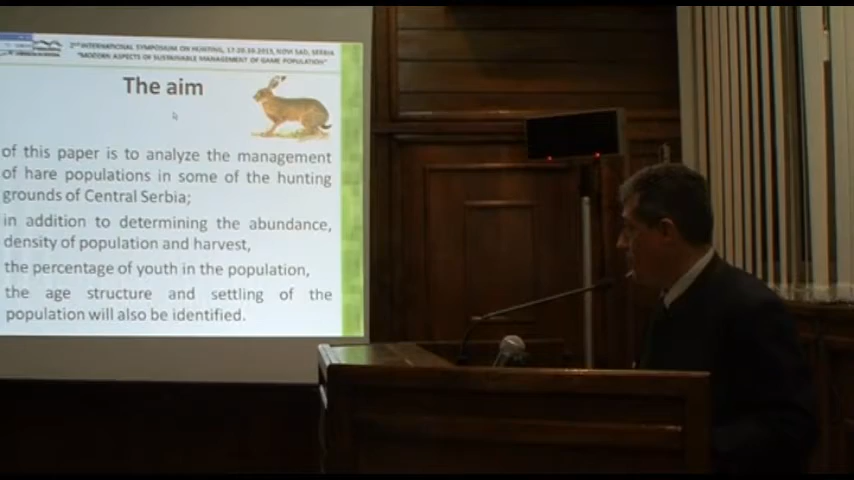 2nd INTERNATIONAL SYMPOSIUM ON HUNTING, 17-20.10.2013, NOVI SAD, SERBIA
"MODERN ASPECTS OF SUSTAINABLE MANAGEMENT OF GAME POPULATION"
The aim
of this paper is to analyze the management
of hare populations in some of the hunting
grounds of Central Serbia;
in addition to determining the abundance,
density of population and harvest,
the percentage of youth in the population,
the age structure and settling of the
population will also be identified.